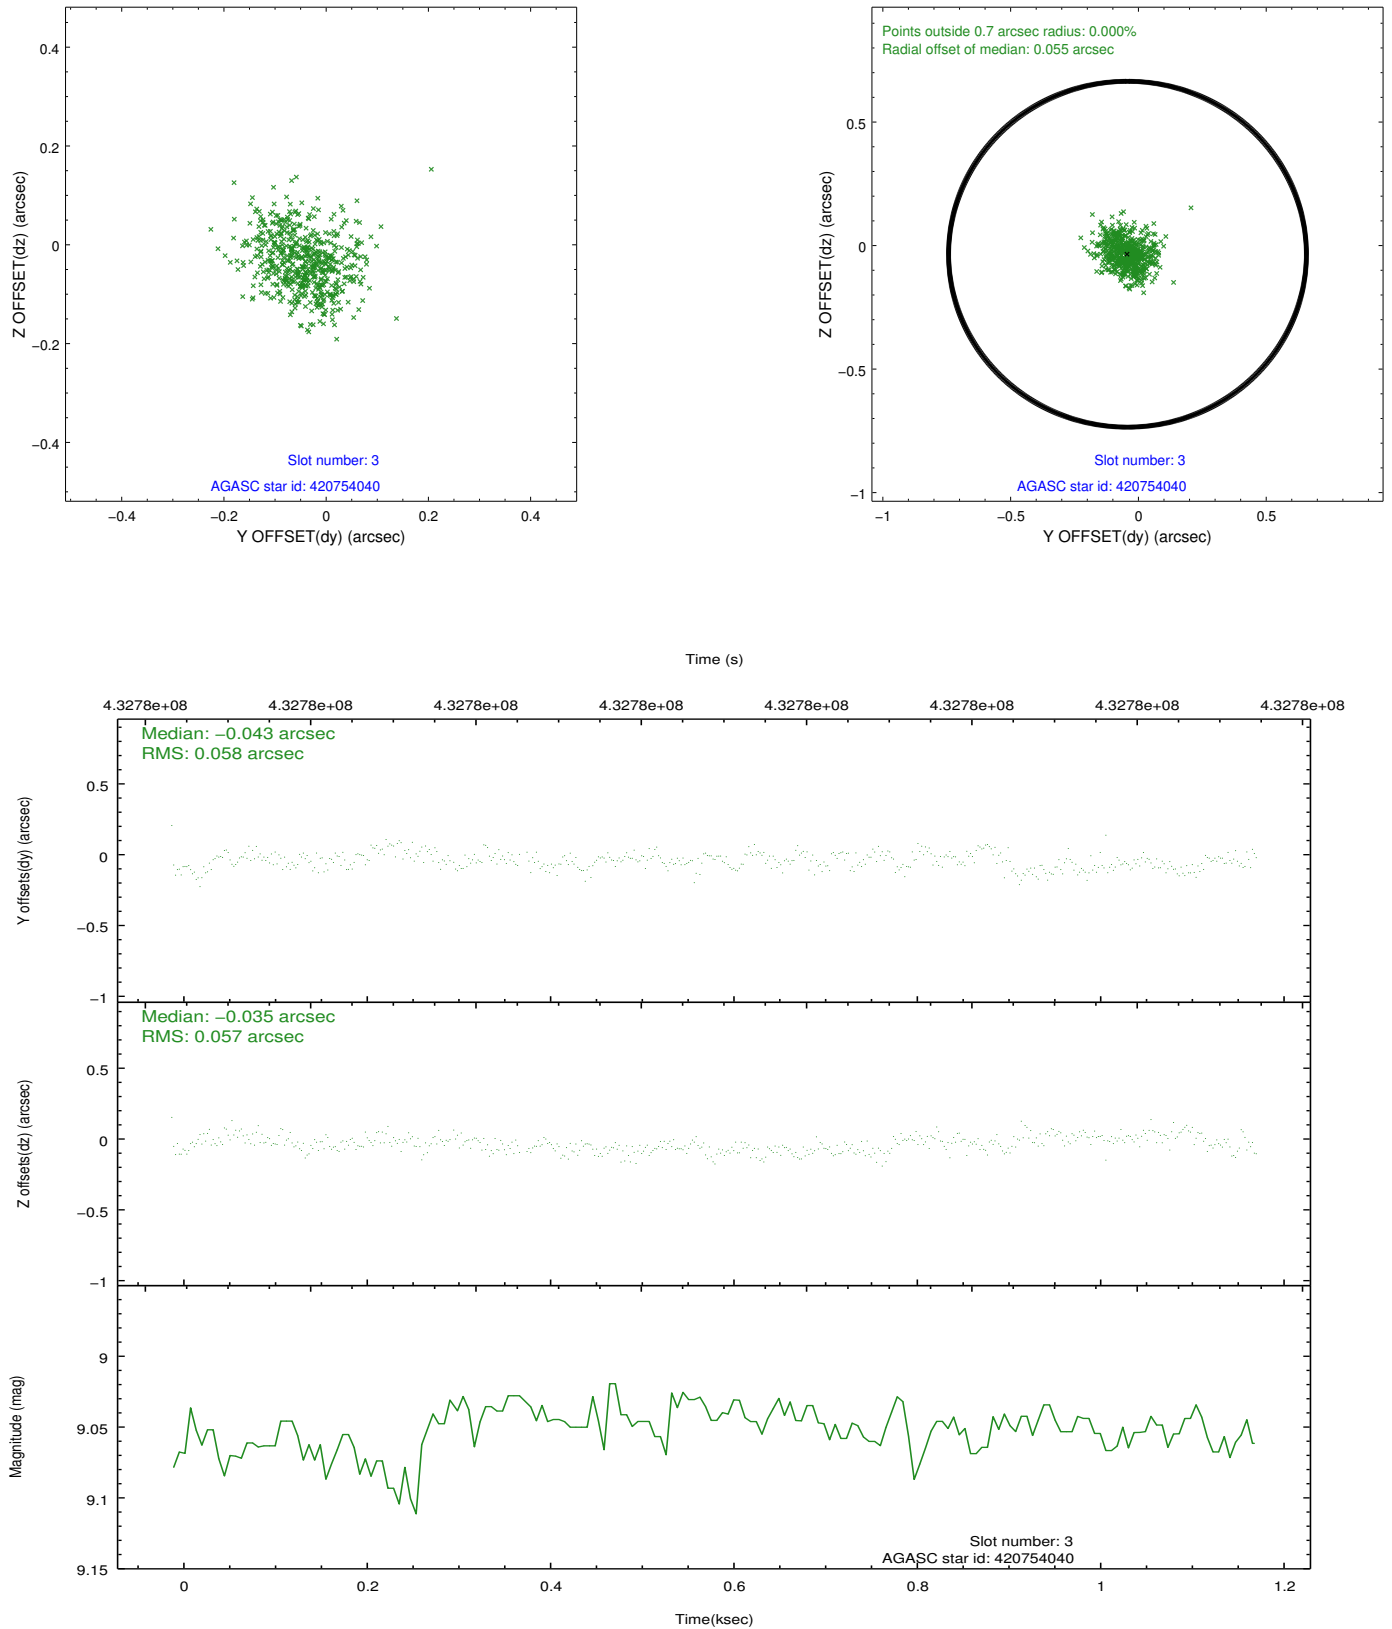 0.4
0.2
0
−0.2
−0.4
Z OFFSET(dz) (arcsec)
Slot number: 3
AGASC star id: 420754040
−0.4 −0.2 0 0.2 0.4
Y OFFSET(dy) (arcsec)
Points outside 0.7 arcsec radius: 0.000%
Radial offset of median: 0.055 arcsec
0.5
0
−0.5
−1
Z OFFSET(dz) (arcsec)
Slot number: 3
AGASC star id: 420754040
−1 −0.5 0 0.5
Y OFFSET(dy) (arcsec)
Time (s)
4.3278e+08 4.3278e+08 4.3278e+08 4.3278e+08 4.3278e+08 4.3278e+08 4.3278e+08 4.3278e+08
Median: −0.043 arcsec
RMS: 0.058 arcsec
0.5
0
−0.5
−1
Y offsets(dy) (arcsec)
Median: −0.035 arcsec
RMS: 0.057 arcsec
0.5
0
−0.5
−1
Z offsets(dz) (arcsec)
9
9.05
9.1
9.15
Magnitude (mag)
Slot number: 3
AGASC star id: 420754040
0 0.2 0.4 0.6 0.8 1 1.2
Time(ksec)